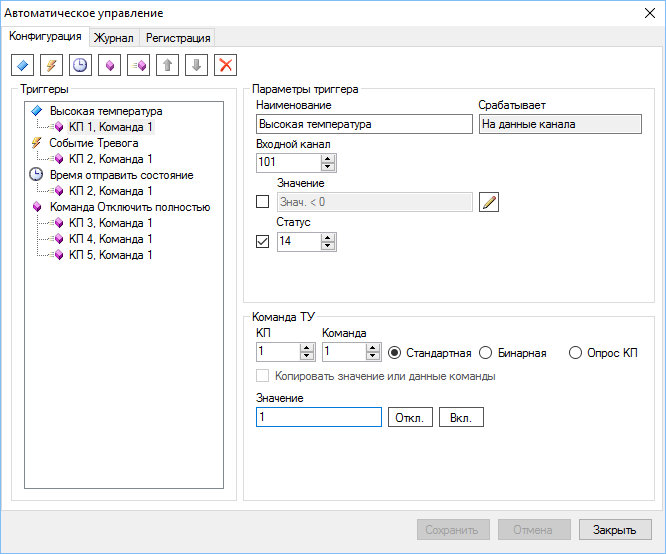 Автоматическое управление
Конфигурация Журнал Регистрация
Триггеры
Высокая температура
КП 1, Команда 1
Событие Тревога
КП 2, Команда 1
Время отправить состояние
КП 2, Команда 1
Команда Отключить полностью
КП 3, Команда 1
КП 4, Команда 1
КП 5, Команда 1
Параметры триггера
Наименование Срабатывает
Высокая температура На данные канала
Входной канал
101
Значение
Знач. < 0
Статус
14
Команда ТУ
КП Команда
1 1 Стандартная Бинарная Опрос КП
Копировать значение или данные команды
Значение
1 Откл. Вкл.
Сохранить Отмена Закрыть